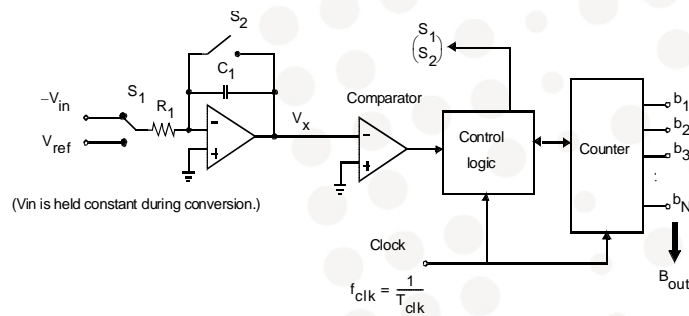 S₁
S₂
(S₁
S₂)
C₁
–Vin
S₁
R₁
Vx
Comparator
Vref
Control
logic
Counter
b₁
b₂
b₃
:
bN
(Vin is held constant during conversion.)
Clock
fclk = 1/Tclk
Bout